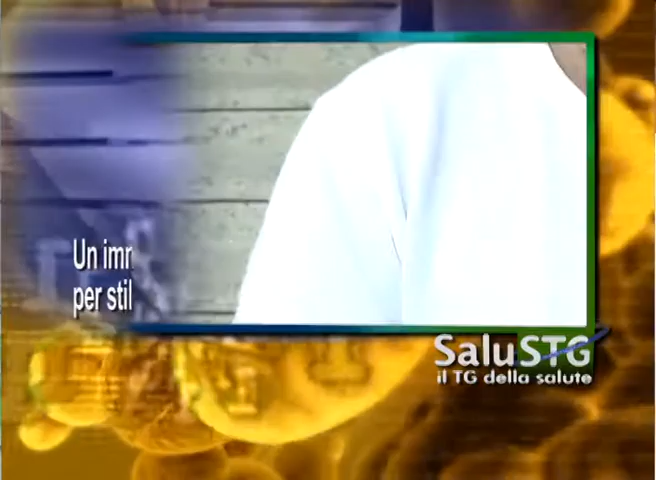 Un imr
per stil
SaluSTG
il TG della salute